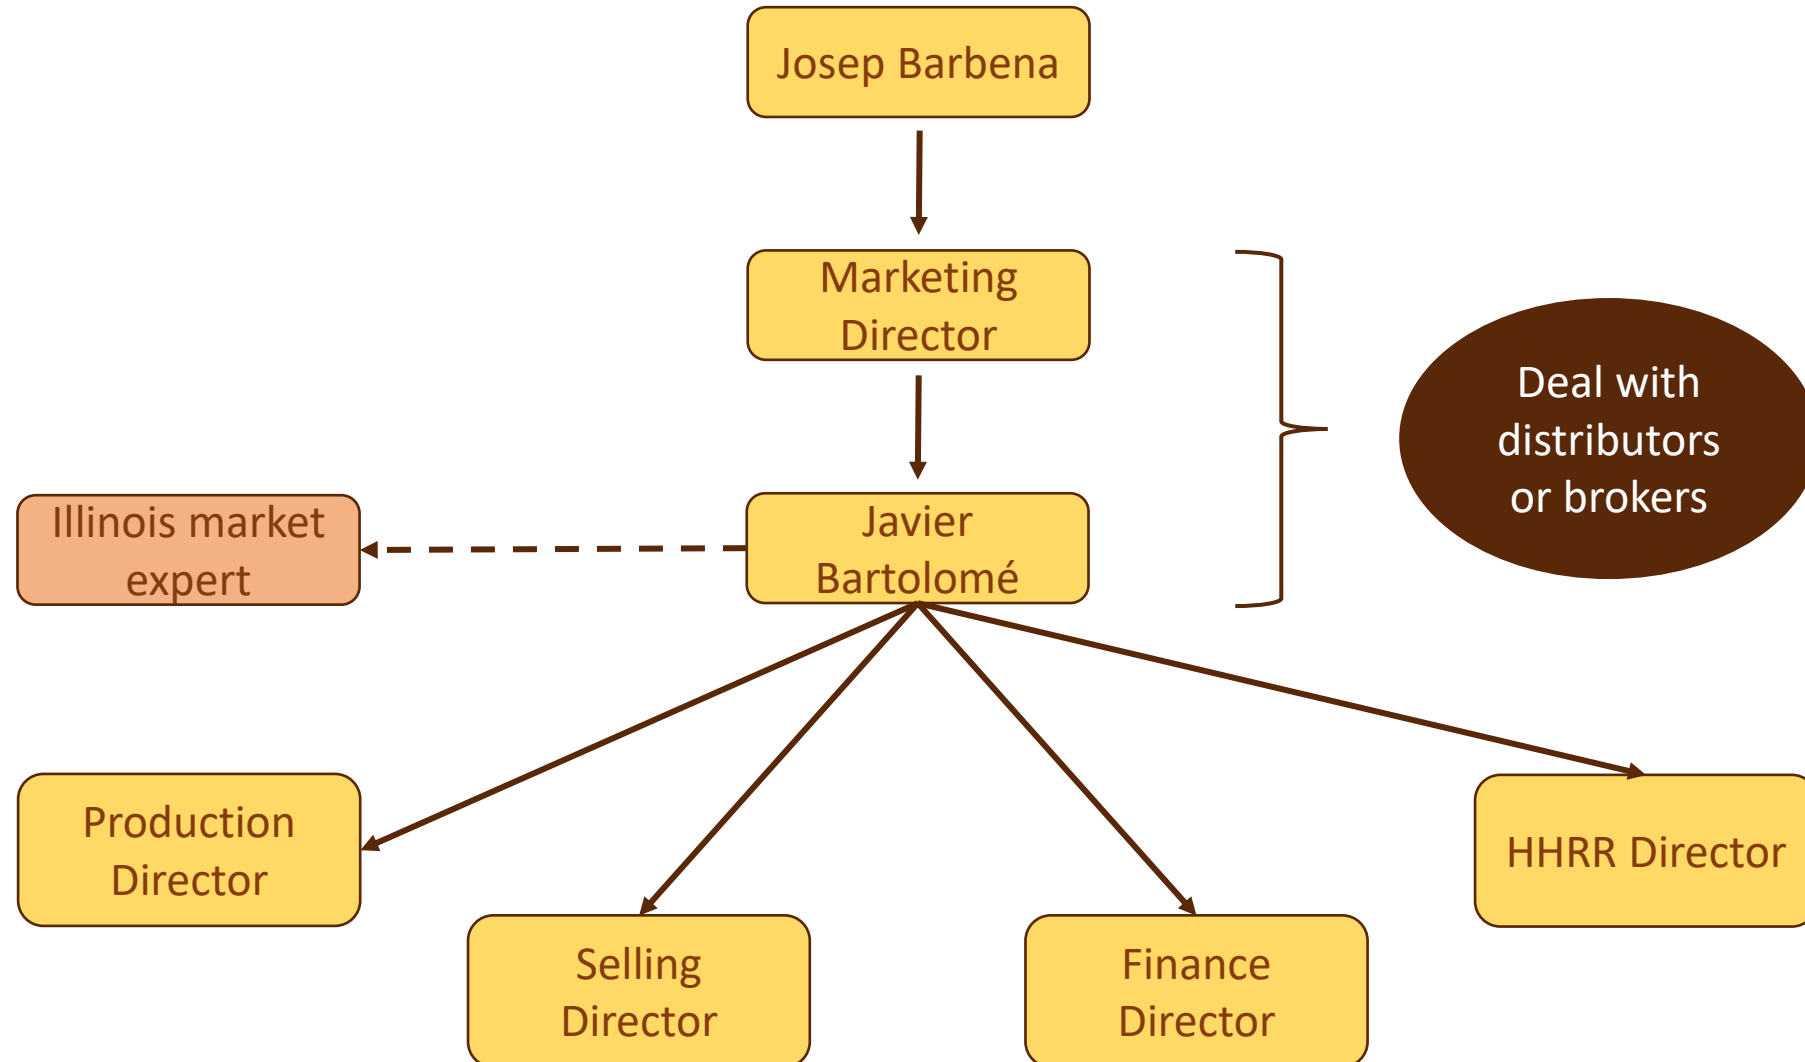 Josep Barbena
Marketing
Director
Deal with
distributors
or brokers
Illinois market
expert
Javier
Bartolomé
Production
Director
HHRR Director
Selling
Director
Finance
Director